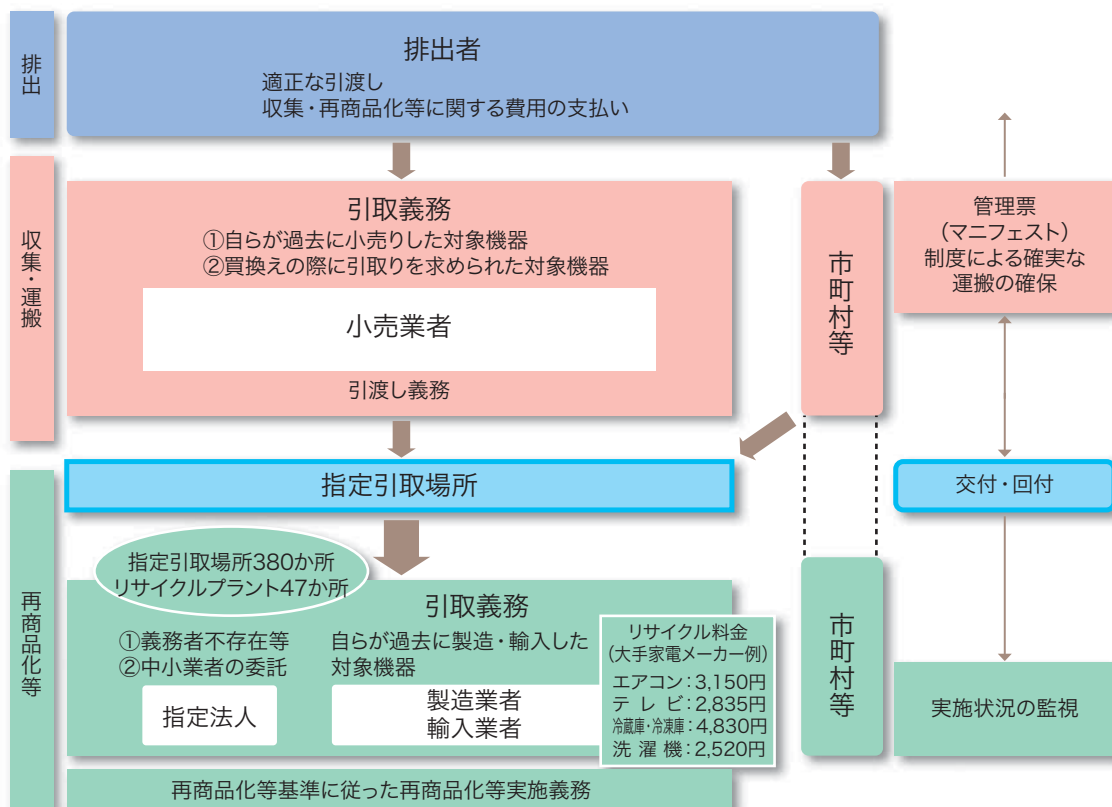 排出
排出者
適正な引渡し
収集・再商品化等に関する費用の支払い
収集・運搬
引取義務
①自らが過去に小売りした対象機器
②買換えの際に引取りを求められた対象機器
小売業者
引渡し義務
市町村等
管理票
（マニフェスト）
制度による確実な
運搬の確保
指定引取場所
交付・回付
再商品化等
指定引取場所380か所
リサイクルプラント47か所
引取義務
①義務者不存在等
②中小業者の委託
指定法人
自らが過去に製造・輸入した
対象機器
製造業者
輸入業者
リサイクル料金
（大手家電メーカー例）
エアコン：3,150円
テレビ：2,835円
冷蔵庫・冷凍庫：4,830円
洗濯機：2,520円
市町村等
実施状況の監視
再商品化等基準に従った再商品化等実施義務